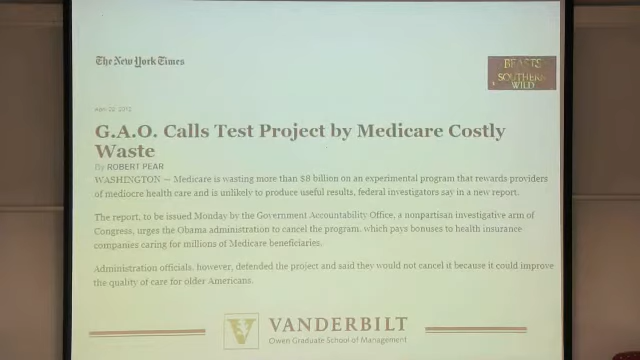 The New York Times
BEASTS
SOUTHERN
WILD
April 22, 2012
G.A.O. Calls Test Project by Medicare Costly
Waste
By ROBERT PEAR
WASHINGTON — Medicare is wasting more than $8 billion on an experimental program that rewards providers
of mediocre health care and is unlikely to produce useful results, federal investigators say in a new report.
The report, to be issued Monday by the Government Accountability Office, a nonpartisan investigative arm of
Congress, urges the Obama administration to cancel the program, which pays bonuses to health insurance
companies caring for millions of Medicare beneficiaries.
Administration officials, however, defended the project and said they would not cancel it because it could improve
the quality of care for older Americans.
V
VANDERBILT
Owen Graduate School of Management